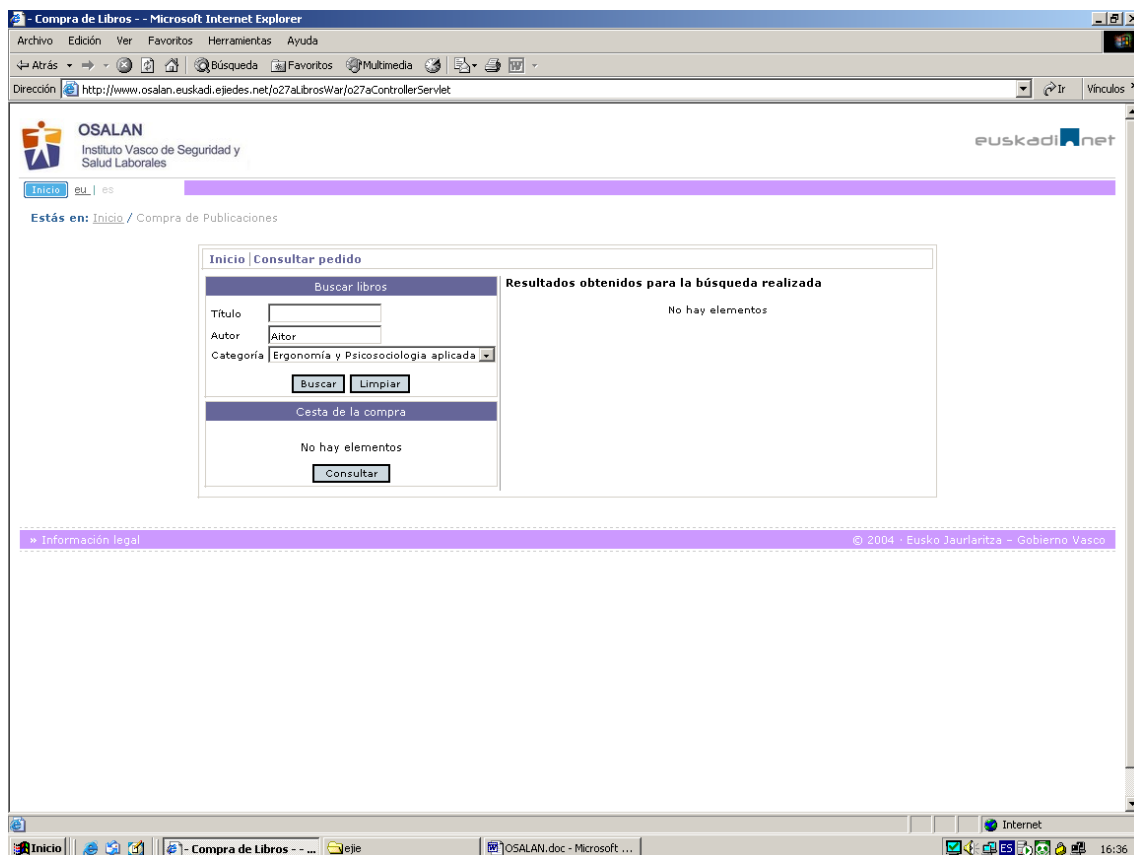 - Compra de Libros - - Microsoft Internet Explorer
Archivo Edición Ver Favoritos Herramientas Ayuda
Atrás Búsqueda Favoritos Multimedia
Dirección http://www.osalan.euskadi.ejiedes.net/o27aLibrosWar/o27aControllerServlet Ir Vínculos
OSALAN
Instituto Vasco de Seguridad y
Salud Laborales
euskadi net
Inicio eu | es
Estás en: Inicio / Compra de Publicaciones
Inicio | Consultar pedido
Buscar libros
Título
Autor Aitor
Categoría Ergonomía y Psicosociologia aplicada
Buscar Limpiar
Cesta de la compra
No hay elementos
Consultar
Resultados obtenidos para la búsqueda realizada
No hay elementos
» Información legal © 2004 · Eusko Jaurlaritza – Gobierno Vasco
Internet
Inicio - Compra de Libros - - ... ejie OSALAN.doc - Microsoft ... ES 16:36